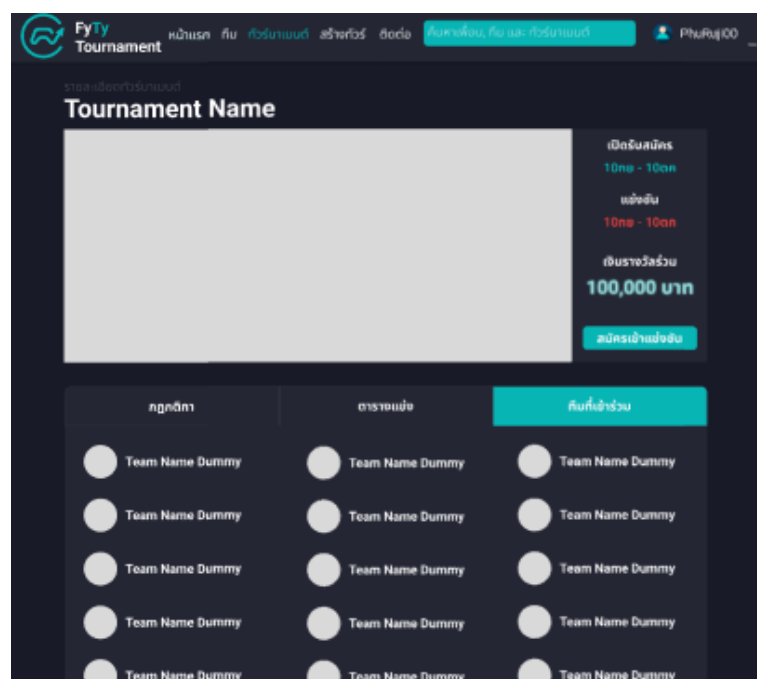 FyTy
Tournament
หน้าแรก ทีม ทัวร์นาเมนต์ สร้างทัวร์ ติดต่อ ค้นหาเพื่อน, ทีม และ ทัวร์นาเมนต์ PhuRuj100
รายละเอียดทัวร์นาเมนต์
Tournament Name
เปิดรับสมัคร
10กย - 10ตค
แข่งขัน
10กย - 10ตค
เงินรางวัลรวม
100,000 บาท
สมัครเข้าแข่งขัน
กฎกติกา ตารางแข่ง ทีมที่เข้าร่วม
Team Name Dummy Team Name Dummy Team Name Dummy
Team Name Dummy Team Name Dummy Team Name Dummy
Team Name Dummy Team Name Dummy Team Name Dummy
Team Name Dummy Team Name Dummy Team Name Dummy
Team Name Dummy Team Name Dummy Team Name Dummy